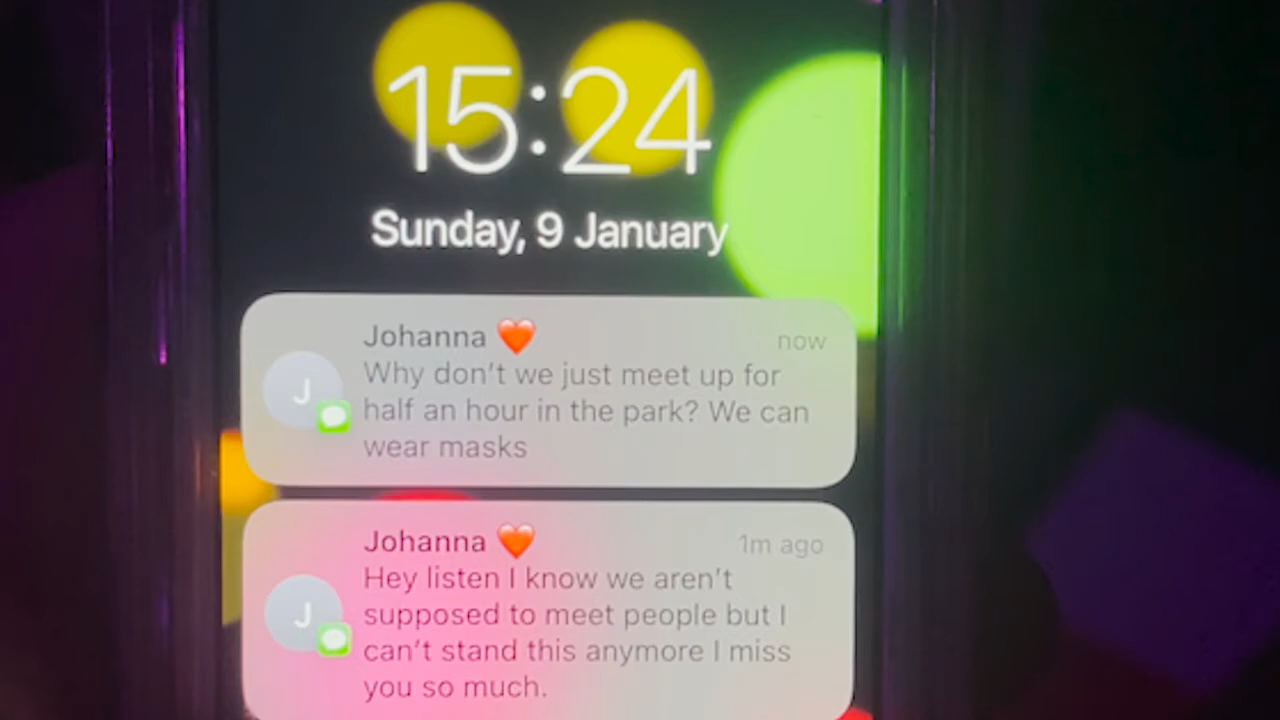 15:24
Sunday, 9 January
Johanna ❤️ now
Why don't we just meet up for
half an hour in the park? We can
wear masks
J
Johanna ❤️ 1m ago
Hey listen I know we aren't
supposed to meet people but I
can't stand this anymore I miss
you so much.
J